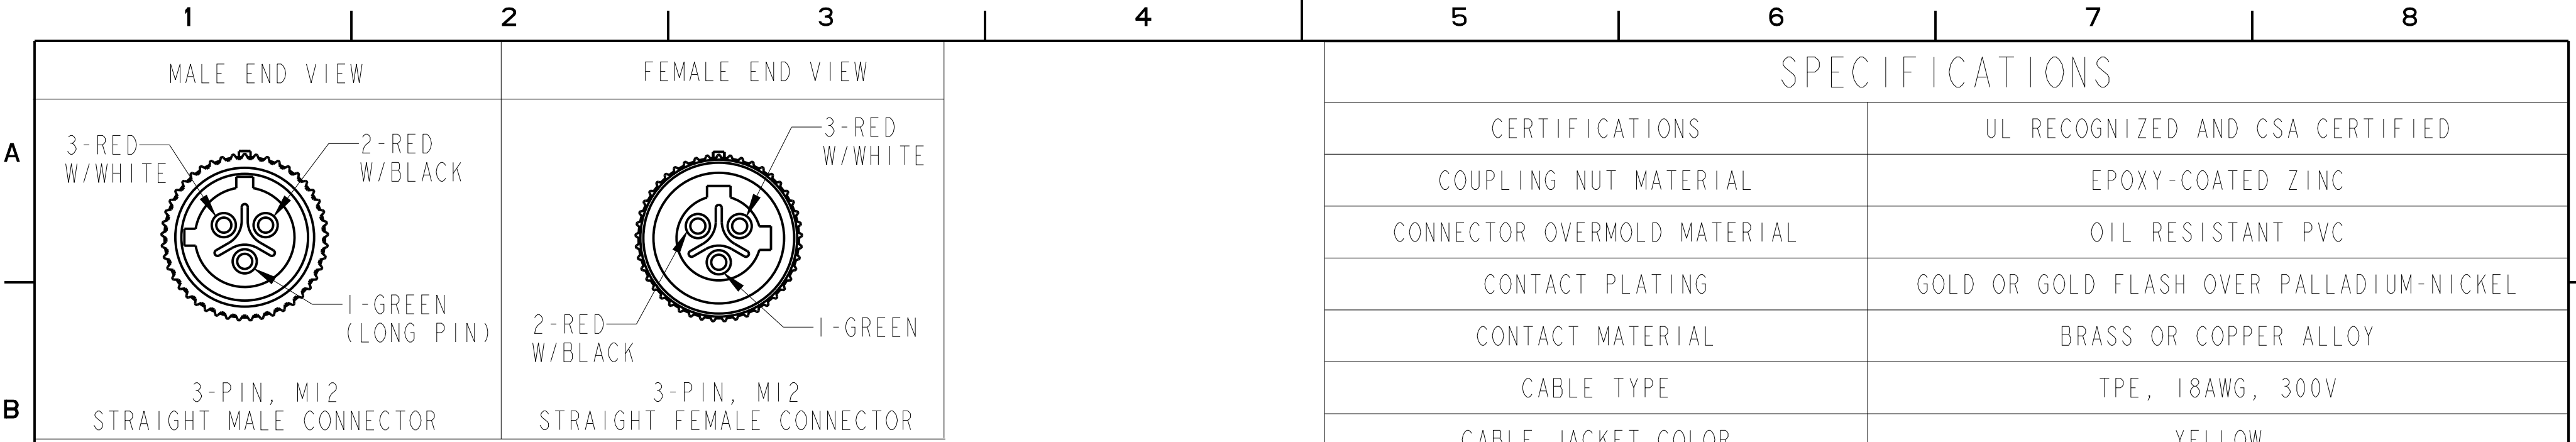 1 2 3 4 5 6 7 8
A
B
MALE END VIEW
3-RED
W/WHITE
2-RED
W/BLACK
1-GREEN
(LONG PIN)
3-PIN, M12
STRAIGHT MALE CONNECTOR
FEMALE END VIEW
3-RED
W/WHITE
2-RED
W/BLACK
1-GREEN
3-PIN, M12
STRAIGHT FEMALE CONNECTOR
SPECIFICATIONS
CERTIFICATIONS UL RECOGNIZED AND CSA CERTIFIED
COUPLING NUT MATERIAL EPOXY-COATED ZINC
CONNECTOR OVERMOLD MATERIAL OIL RESISTANT PVC
CONTACT PLATING GOLD OR GOLD FLASH OVER PALLADIUM-NICKEL
CONTACT MATERIAL BRASS OR COPPER ALLOY
CABLE TYPE TPE, 18AWG, 300V
CABLE JACKET COLOR YELLOW